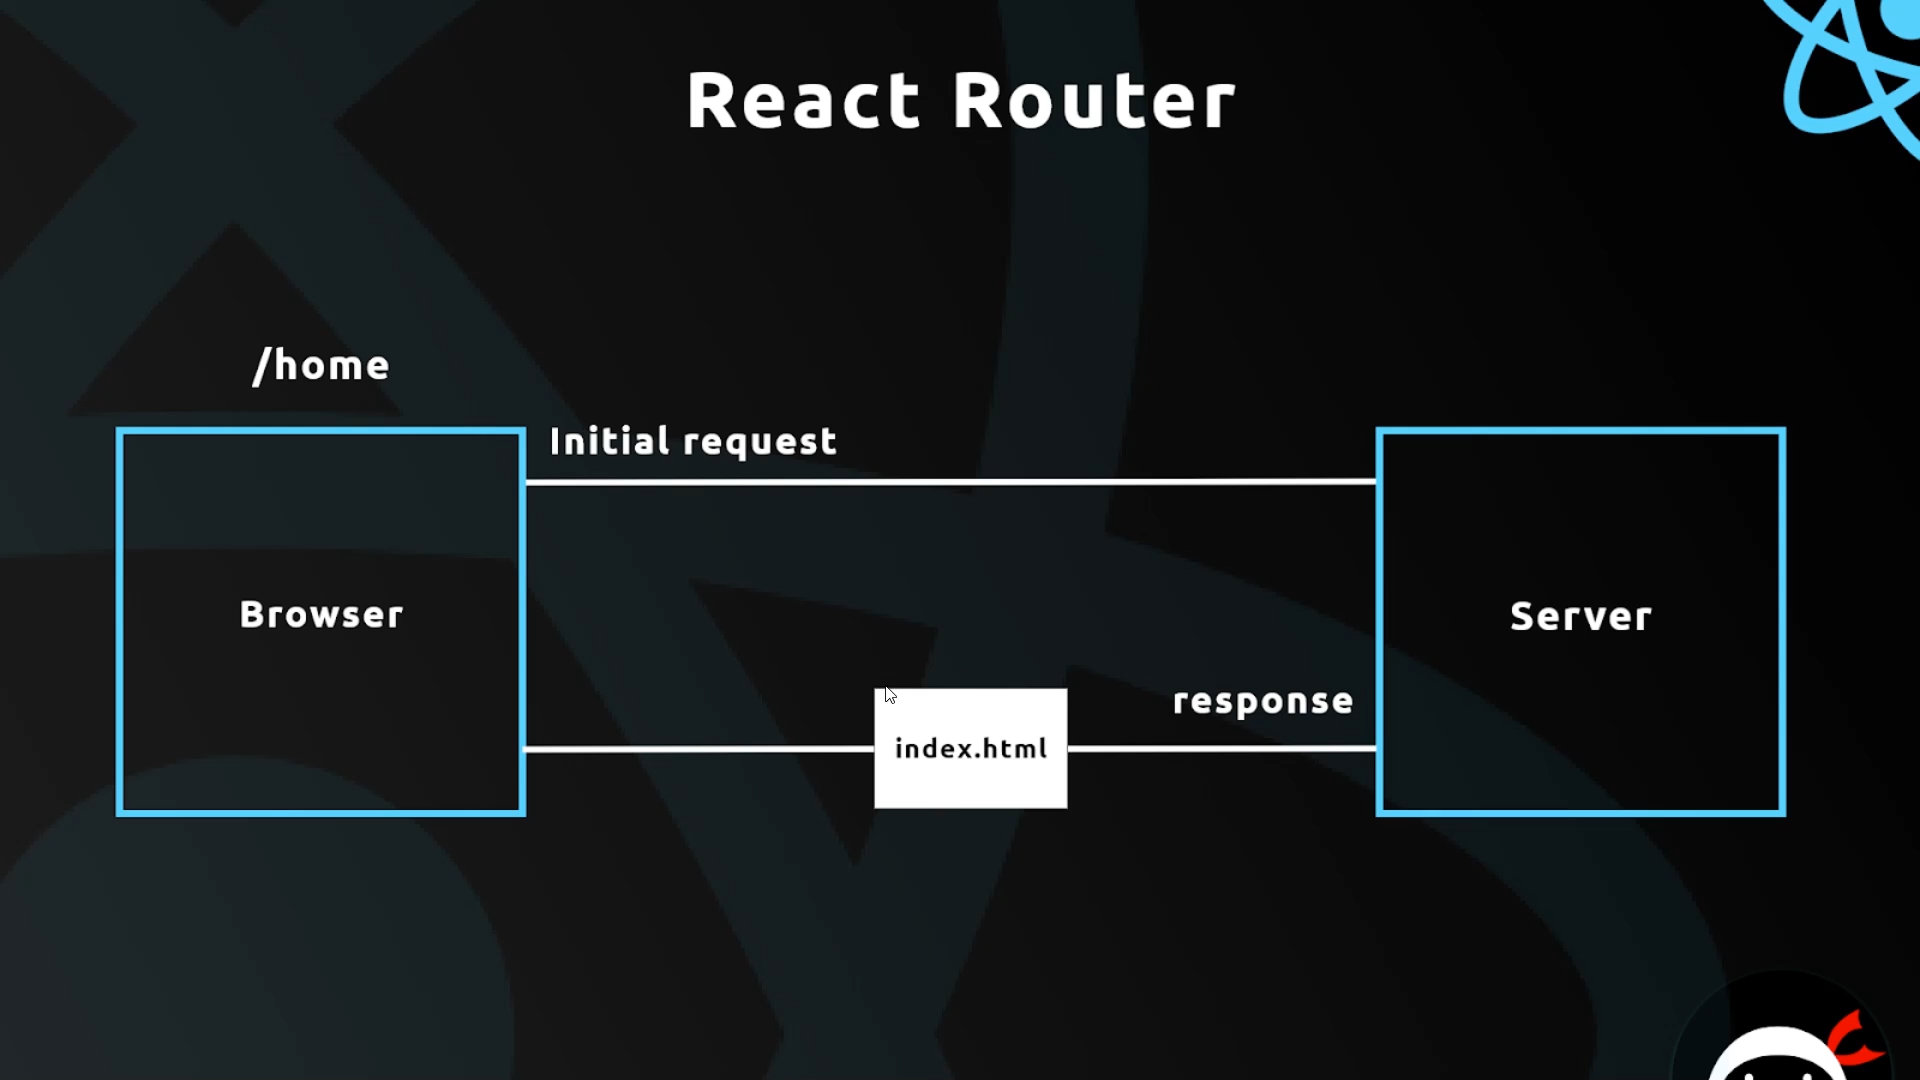 React Router
/home
Initial request
Browser
Server
response
index.html